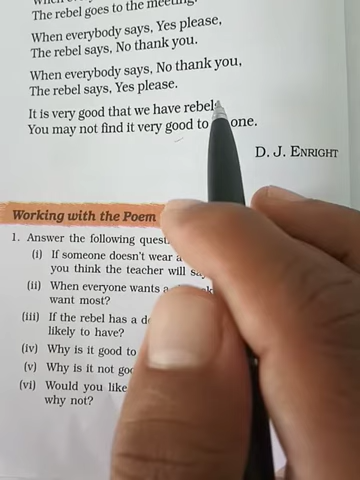 When everybody says,
The rebel goes to the meeting.
When everybody says, Yes please,
The rebel says, No thank you.
When everybody says, No thank you,
The rebel says, Yes please.
It is very good that we have rebels
You may not find it very good to one.
D. J. ENRIGHT
Working with the Poem
1. Answer the following
(i) If someone doesn't wear a
you think the teacher will
(ii) When everyone wants a
want most?
(iii) If the rebel has a
likely to have?
(iv) Why is it good to
(v) Why is it not
(vi) Would you like
why not?